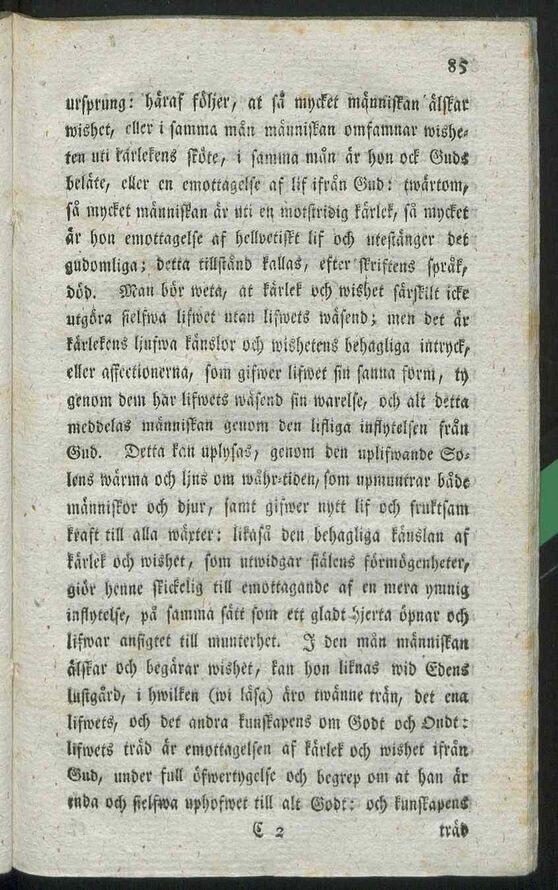 85
ursprung: häraf följer, at så mycket människan älskar
wishet, eller i samma mån människan omfamnar wishe-
ten uti kärlekens sköte, i samma mån är hon ock Guds
beläte, eller en emottagelse af lif ifrån Gud: twärtom,
så mycket människan är uti en motstridig kärlek, så mycket
är hon emottagelse af hellvetiskt lif och utestänger det
gudomliga; detta tillstånd kallas, efter skriftens språk,
död. Man bör weta, at kärlek och wishet särskilt icke
utgöra sielfwa lifwet utan lifwets wäsend; men det är
kärlekens ljufwa känslor och wishetens behagliga intryck,
eller affectionerna, som gifwer lifwet sin sanna form, ty
genom dem har lifwets wäsend sin warelse, och alt detta
meddelas människan genom den lifliga inflytelsen från
Gud. Detta kan uplysas, genom den uplifwande So-
lens wärma och ljus om wåhr-tiden, som upmuntrar både
människor och djur, samt gifwer nytt lif och fruktsam
kraft till alla wäxter: likaså den behagliga känslan af
kärlek och wishet, som utwidgar siälens förmögenheter,
giör henne skickelig till emottagande af en mera ymnig
inflytelse, på samma sätt som ett gladt Hjerta öpnar och
lifwar ansigtet till munterhet. I den mån människan
älskar och begärar wishet, kan hon liknas wid Edens
lustgård, i hwilken (wi läsa) äro twänne trän, det ena
lifwets, och det andra kunskapens om Godt och Ondt:
lifwets träd är emottagelsen af kärlek och wishet ifrån
Gud, under full öfwertygelse och begrep om at han är
enda och sielfwa uphofwet till alt Godt: och kunskapens
C 2 träd